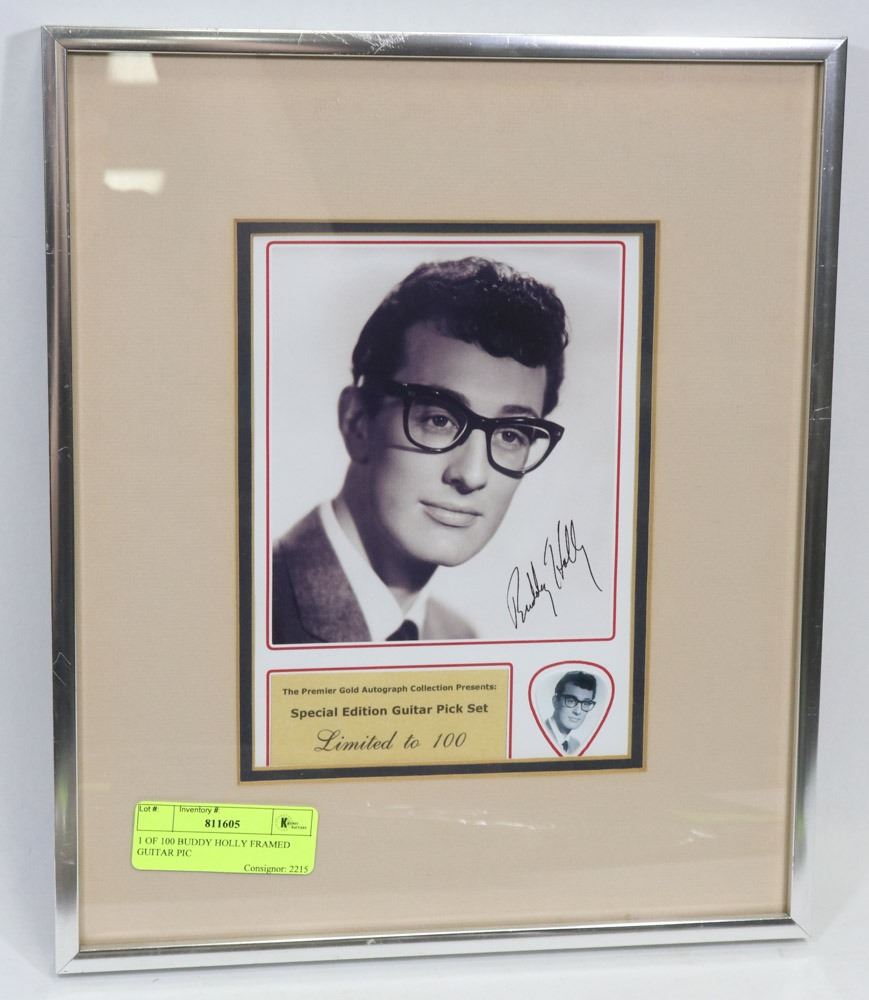 Buddy Holly
The Premier Gold Autograph Collection Presents:
Special Edition Guitar Pick Set
Limited to 100
Lot #:
Inventory #:
811605
1 OF 100 BUDDY HOLLY FRAMED
GUITAR PIC
Consignor: 2215